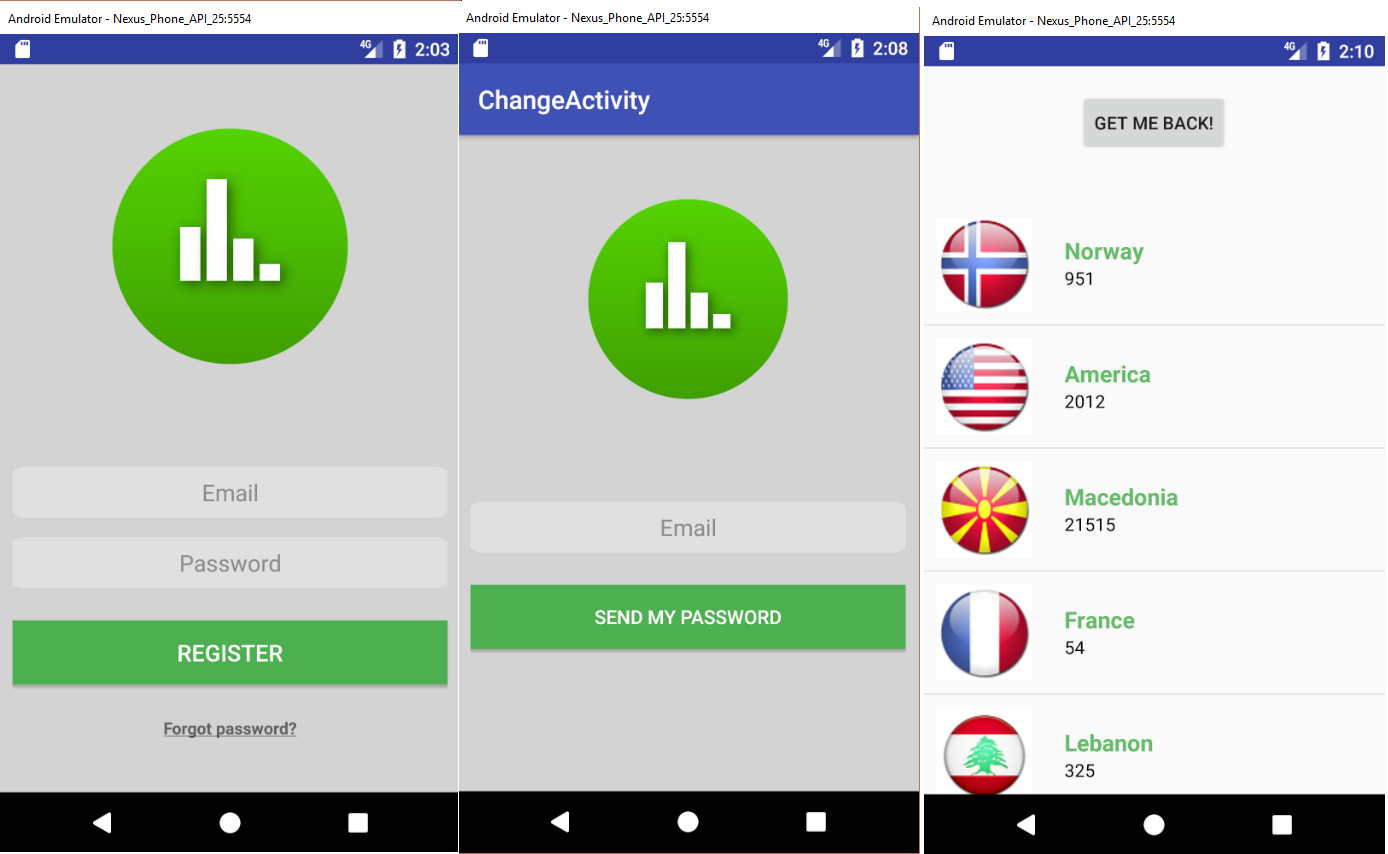 Android Emulator - Nexus_Phone_API_25:5554
4G 2:03
Email
Password
REGISTER
Forgot password?
Android Emulator - Nexus_Phone_API_25:5554
4G 2:08
ChangeActivity
Email
SEND MY PASSWORD
Android Emulator - Nexus_Phone_API_25:5554
4G 2:10
GET ME BACK!
Norway
951
America
2012
Macedonia
21515
France
54
Lebanon
325